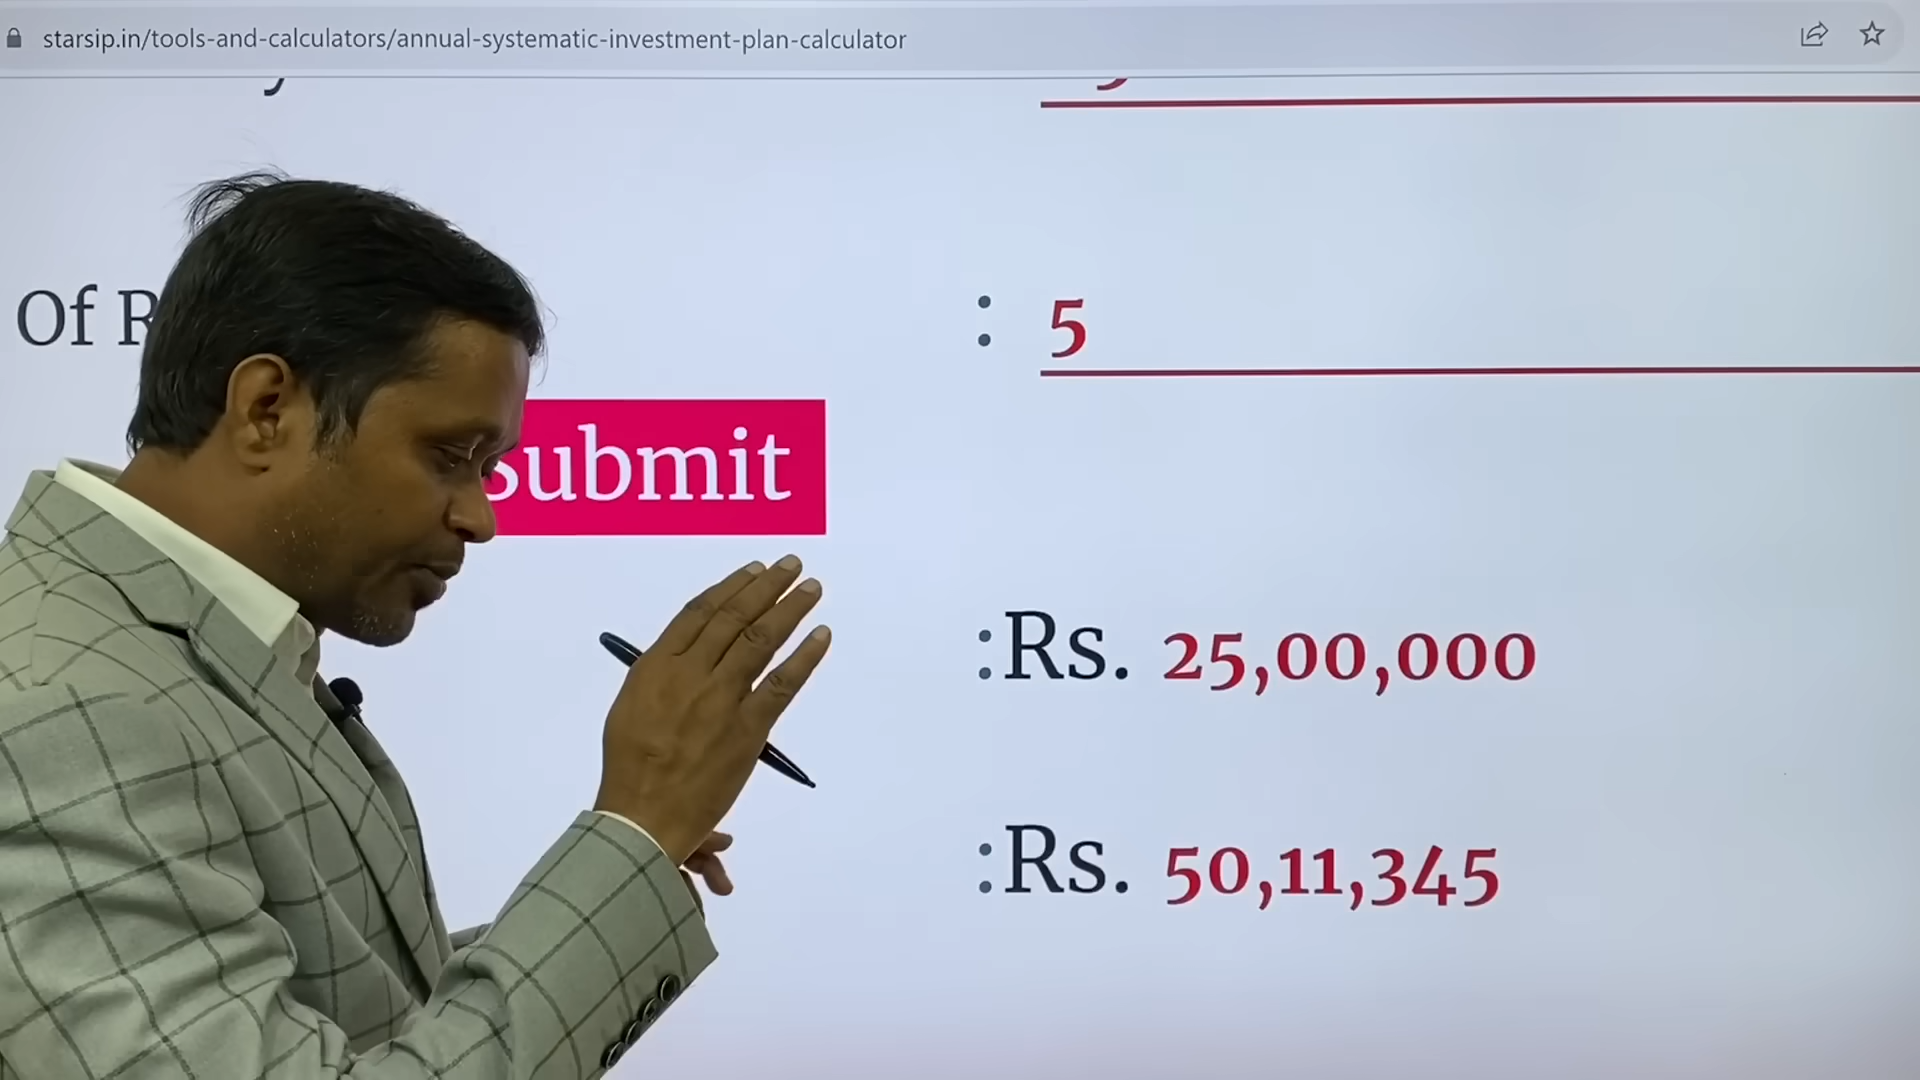 starsip.in/tools-and-calculators/annual-systematic-investment-plan-calculator
Of : 5
submit
:Rs. 25,00,000
:Rs. 50,11,345